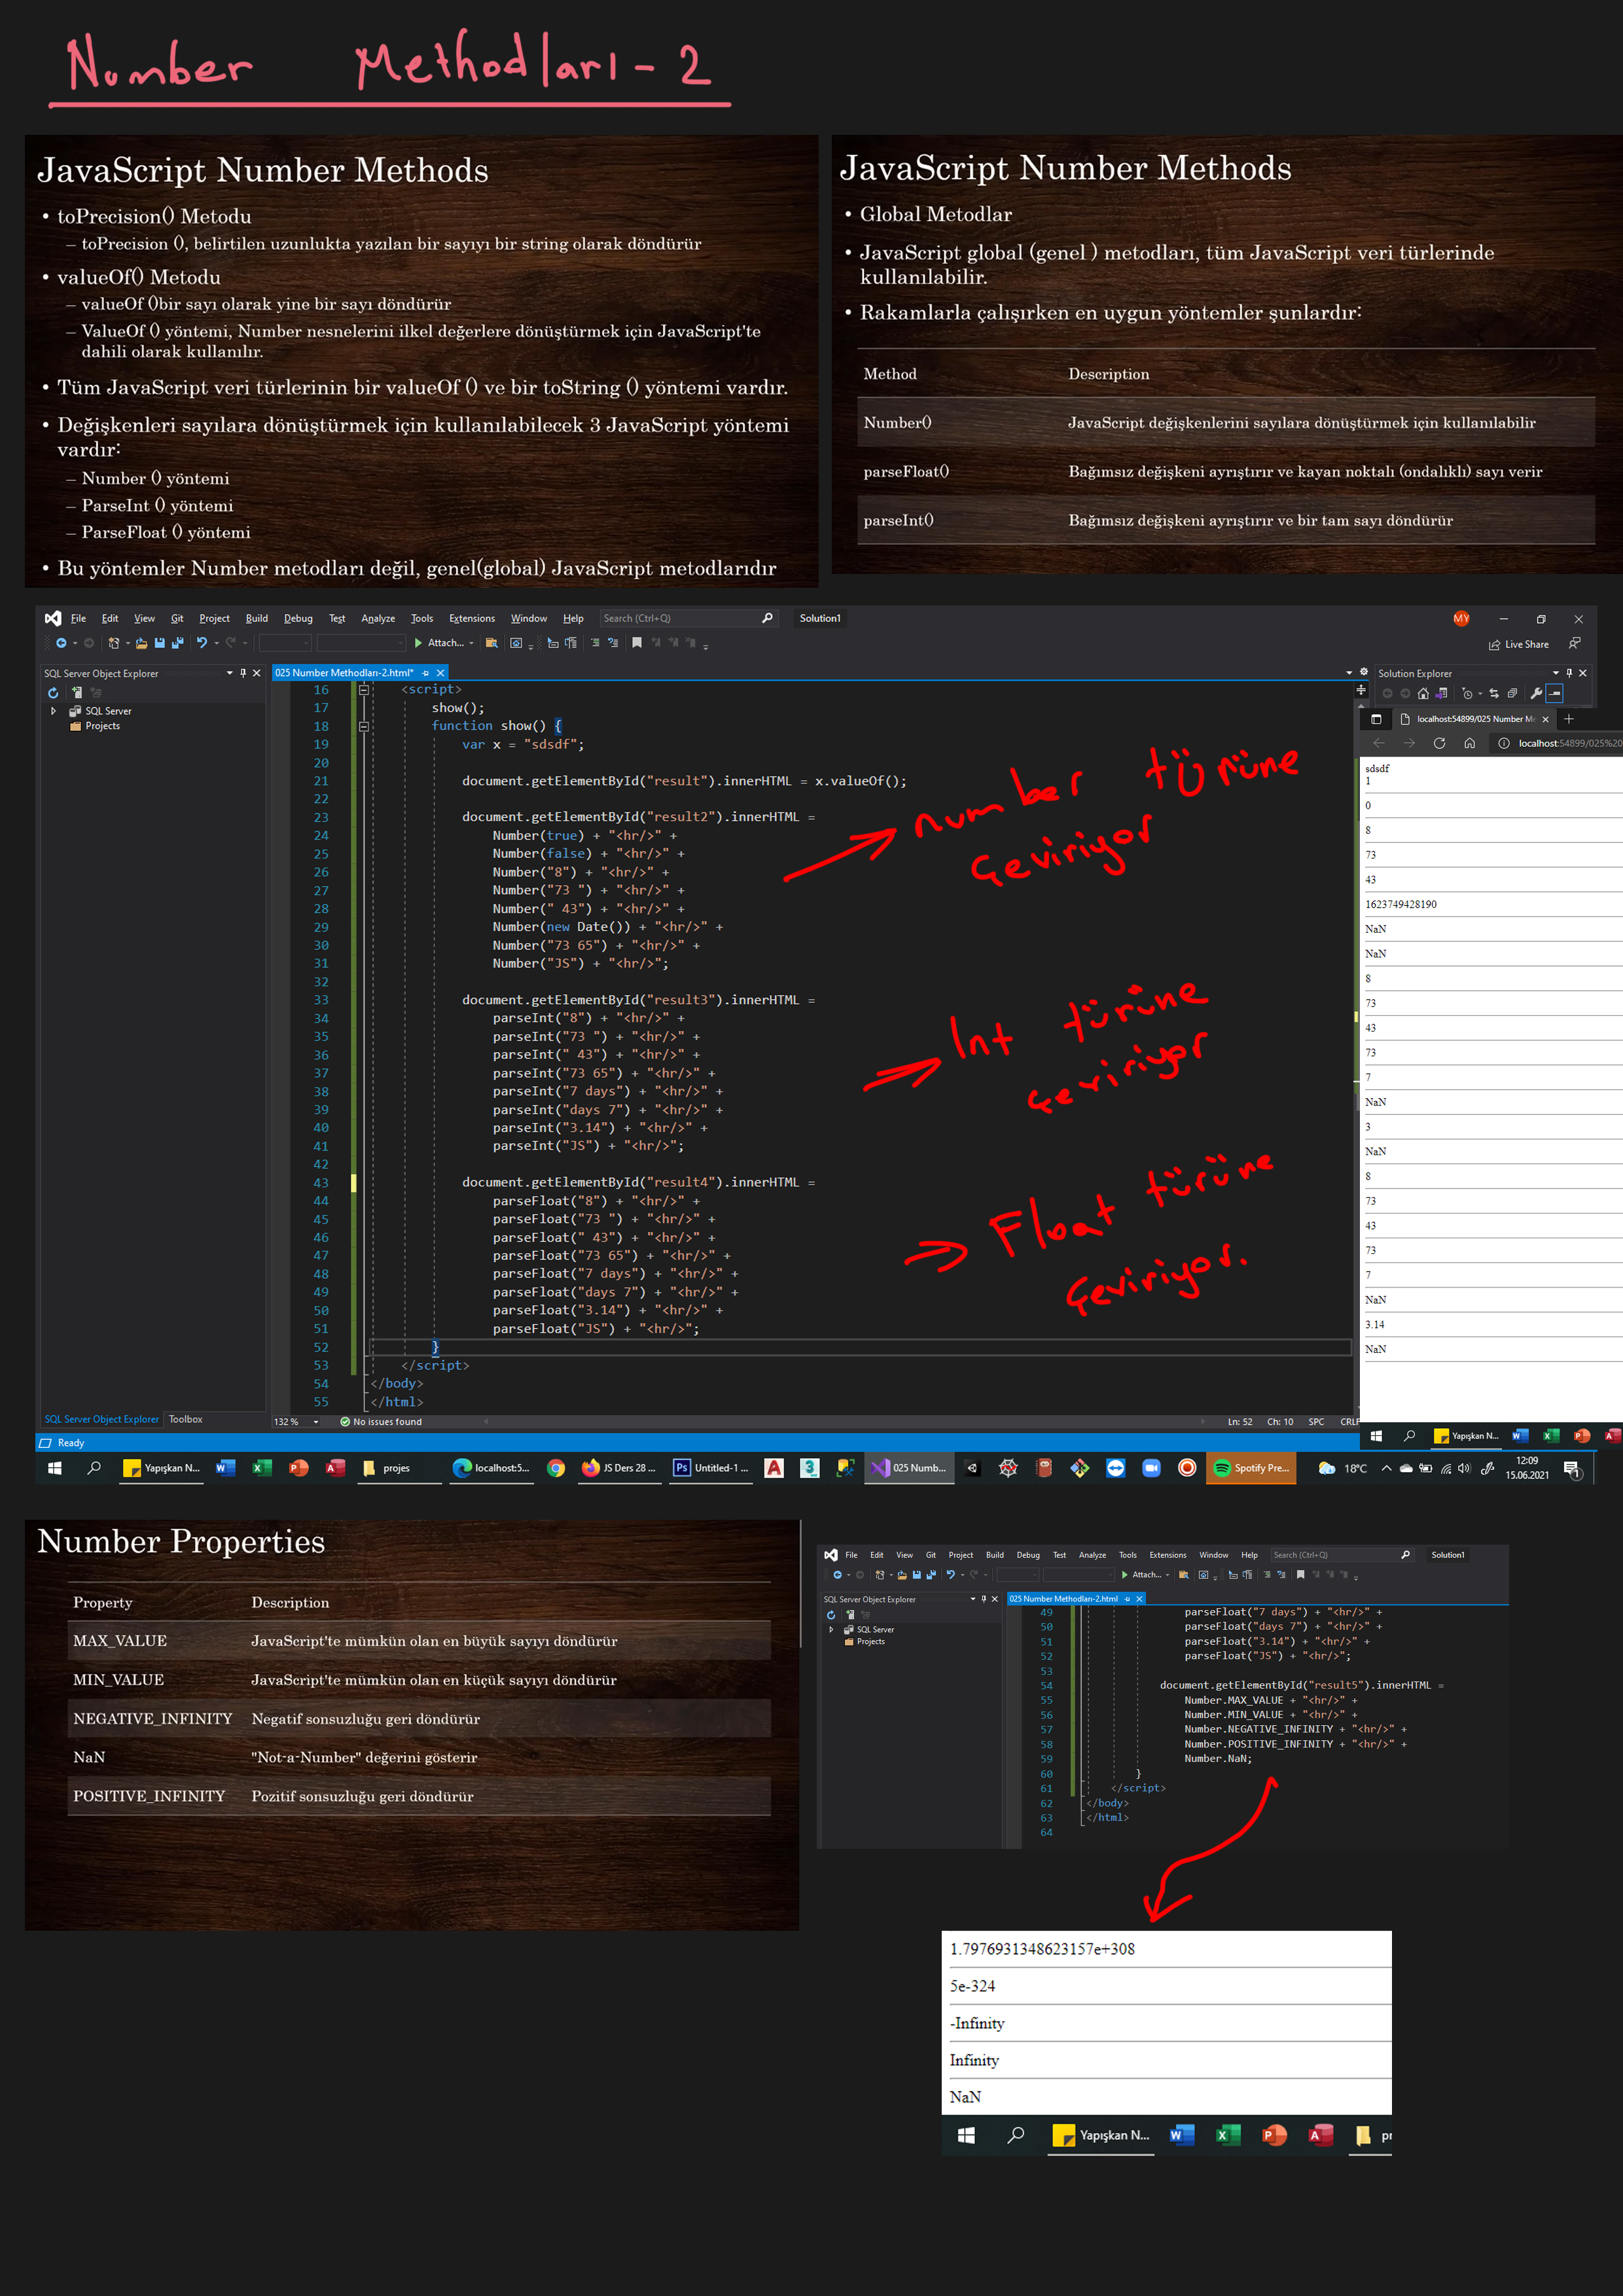 Number Methodları - 2
JavaScript Number Methods
• toPrecision() Metodu
– toPrecision (), belirtilen uzunlukta yazılan bir sayıyı bir string olarak döndürür
• valueOf() Metodu
– valueOf ()bir sayı olarak yine bir sayı döndürür
– ValueOf () yöntemi, Number nesnelerini ilkel değerlere dönüştürmek için JavaScript'te
dahili olarak kullanılır.
• Tüm JavaScript veri türlerinin bir valueOf () ve bir toString () yöntemi vardır.
• Değişkenleri sayılara dönüştürmek için kullanılabilecek 3 JavaScript yöntemi
vardır:
– Number () yöntemi
– ParseInt () yöntemi
– ParseFloat () yöntemi
• Bu yöntemler Number metodları değil, genel(global) JavaScript metodlarıdır
JavaScript Number Methods
• Global Metodlar
• JavaScript global (genel ) metodları, tüm JavaScript veri türlerinde
kullanılabilir.
• Rakamlarla çalışırken en uygun yöntemler şunlardır:
Method Description
Number() JavaScript değişkenlerini sayılara dönüştürmek için kullanılabilir
parseFloat() Bağımsız değişkeni ayrıştırır ve kayan noktalı (ondalıklı) sayı verir
parseInt() Bağımsız değişkeni ayrıştırır ve bir tam sayı döndürür
File Edit View Git Project Build Debug Test Analyze Tools Extensions Window Help Search (Ctrl+Q) Solution1 MY
Attach... Live Share
SQL Server Object Explorer
SQL Server
Projects
025 Number Methodları-2.html*
16 <script>
17 show();
18 function show() {
19 var x = "sdsdf";
20
21 document.getElementById("result").innerHTML = x.valueOf();
22
23 document.getElementById("result2").innerHTML =
24 Number(true) + "<hr/>" +
25 Number(false) + "<hr/>" +
26 Number("8") + "<hr/>" +
27 Number("73 ") + "<hr/>" +
28 Number(" 43") + "<hr/>" +
29 Number(new Date()) + "<hr/>" +
30 Number("73 65") + "<hr/>" +
31 Number("JS") + "<hr/>";
32
33 document.getElementById("result3").innerHTML =
34 parseInt("8") + "<hr/>" +
35 parseInt("73 ") + "<hr/>" +
36 parseInt(" 43") + "<hr/>" +
37 parseInt("73 65") + "<hr/>" +
38 parseInt("7 days") + "<hr/>" +
39 parseInt("days 7") + "<hr/>" +
40 parseInt("3.14") + "<hr/>" +
41 parseInt("JS") + "<hr/>";
42
43 document.getElementById("result4").innerHTML =
44 parseFloat("8") + "<hr/>" +
45 parseFloat("73 ") + "<hr/>" +
46 parseFloat(" 43") + "<hr/>" +
47 parseFloat("73 65") + "<hr/>" +
48 parseFloat("7 days") + "<hr/>" +
49 parseFloat("days 7") + "<hr/>" +
50 parseFloat("3.14") + "<hr/>" +
51 parseFloat("JS") + "<hr/>";
52 }
53 </script>
54 </body>
55 </html>
number türüne
çeviriyor
Int türüne
çeviriyor
Float türüne
çeviriyor.
Solution Explorer
localhost:54899/025 Number Me
localhost:54899/025%20
sdsdf
1
0
8
73
43
1623749428190
NaN
NaN
8
73
43
73
7
NaN
3
NaN
8
73
43
73
7
NaN
3.14
NaN
SQL Server Object Explorer Toolbox
132 % No issues found Ln: 52 Ch: 10 SPC CRLF
Yapışkan N...
Ready
Yapışkan N... projes localhost:5... JS Ders 28 ... Untitled-1 ... 025 Numb... Spotify Pre... 18°C 12:09
15.06.2021
Number Properties
Property Description
MAX_VALUE JavaScript'te mümkün olan en büyük sayıyı döndürür
MIN_VALUE JavaScript'te mümkün olan en küçük sayıyı döndürür
NEGATIVE_INFINITY Negatif sonsuzluğu geri döndürür
NaN "Not-a-Number" değerini gösterir
POSITIVE_INFINITY Pozitif sonsuzluğu geri döndürür
File Edit View Git Project Build Debug Test Analyze Tools Extensions Window Help Search (Ctrl+Q) Solution1
Attach...
SQL Server Object Explorer
SQL Server
Projects
025 Number Methodları-2.html
49 parseFloat("7 days") + "<hr/>" +
50 parseFloat("days 7") + "<hr/>" +
51 parseFloat("3.14") + "<hr/>" +
52 parseFloat("JS") + "<hr/>";
53
54 document.getElementById("result5").innerHTML =
55 Number.MAX_VALUE + "<hr/>" +
56 Number.MIN_VALUE + "<hr/>" +
57 Number.NEGATIVE_INFINITY + "<hr/>" +
58 Number.POSITIVE_INFINITY + "<hr/>" +
59 Number.NaN;
60 }
61 </script>
62 </body>
63 </html>
64
1.7976931348623157e+308
5e-324
-Infinity
Infinity
NaN
Yapışkan N... pr